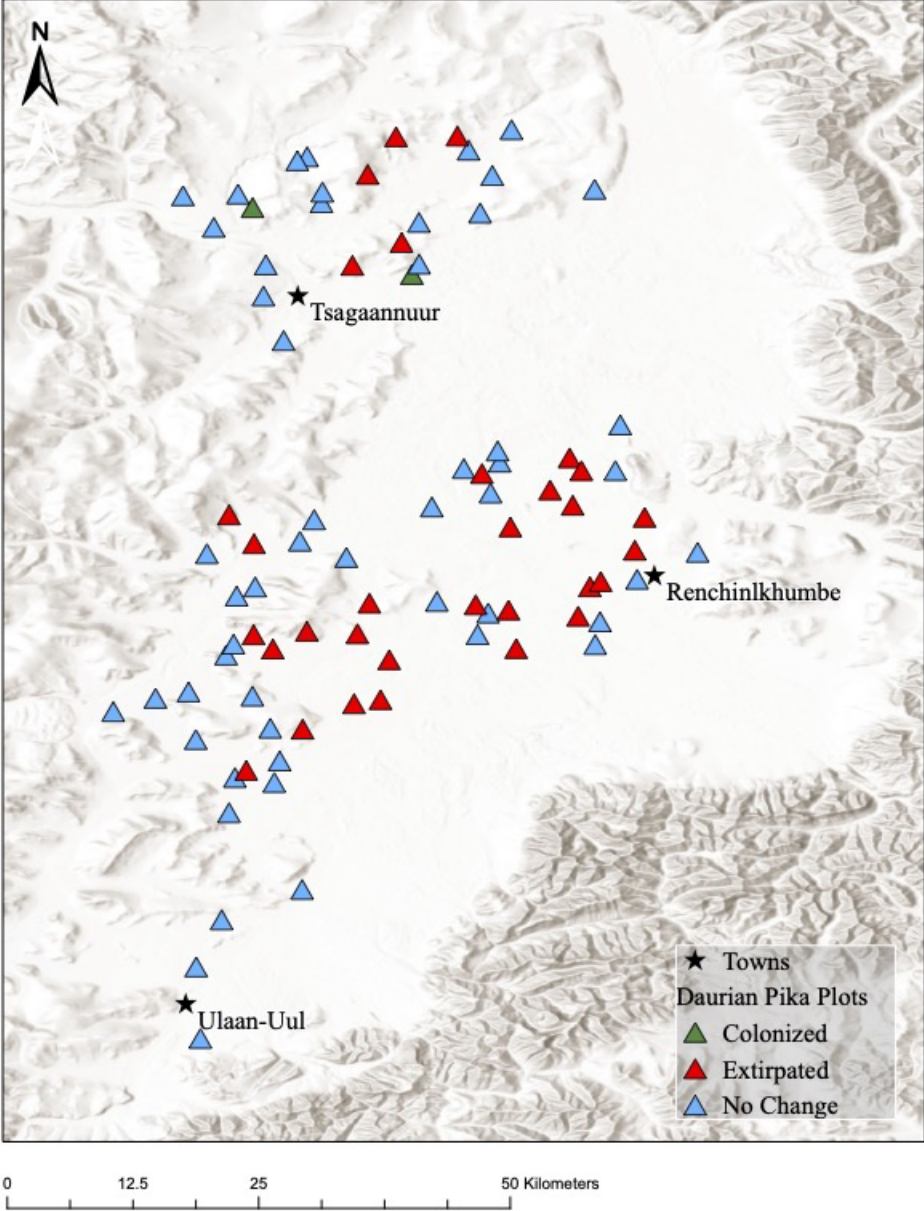 N
Tsagaannuur
Renchinlkhumbe
Ulaan-Uul
Towns
Daurian Pika Plots
Colonized
Extirpated
No Change
0 12.5 25 50 Kilometers